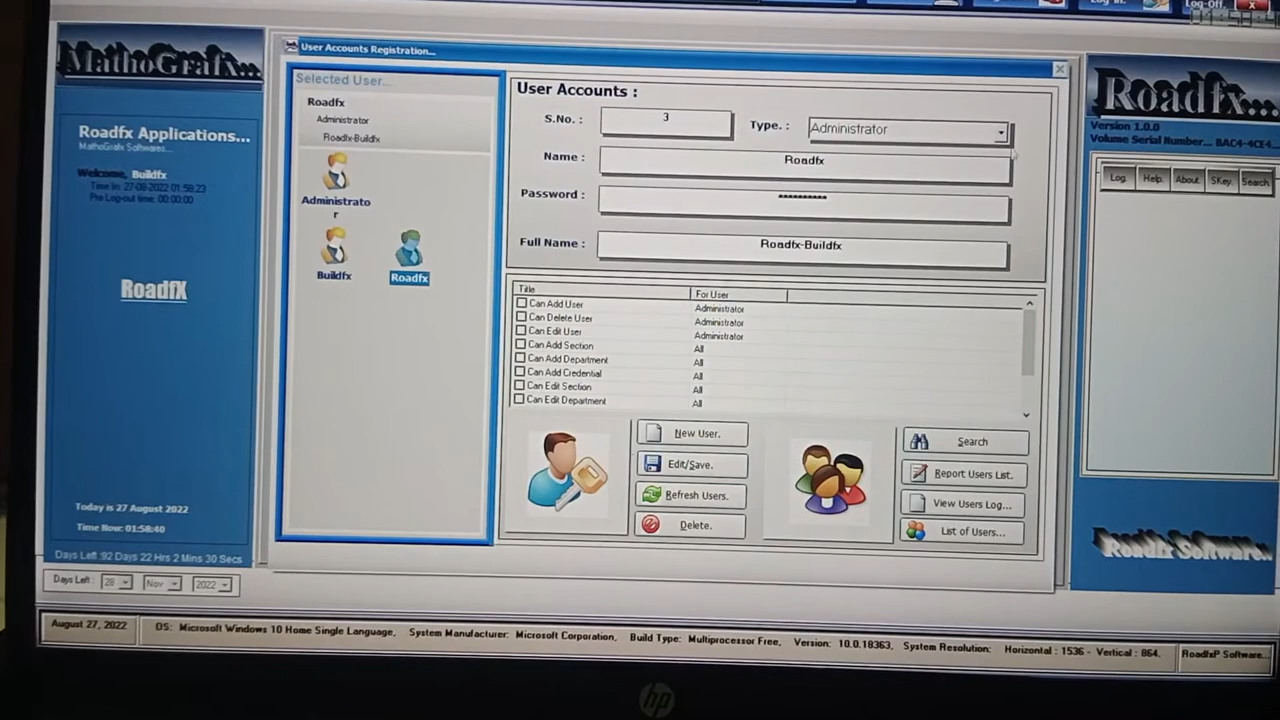 Log-Off.
MathoGrafx...
Roadfx Applications...
MathoGrafx Softwares...
Welcome, Buildfx
Time In: 27-08-2022 01:58:23
Pre Log-out time: 00:00:00
RoadfX
Today is 27 August 2022
Time Now: 01:58:40
Days Left :92 Days 22 Hrs 2 Mins 30 Secs
Days Left : 28 Nov 2022
User Accounts Registration...
Selected User...
Roadfx
Administrator
Roadfx-Buildfx
Administrato
r
Buildfx
Roadfx
User Accounts :
S.No. : 3 Type. : Administrator
Name : Roadfx
Password : **********
Full Name : Roadfx-Buildfx
Title For User
Can Add User Administrator
Can Delete User Administrator
Can Edit User Administrator
Can Add Section All
Can Add Department All
Can Add Credential All
Can Edit Section All
Can Edit Department All
New User.
Edit/Save.
Refresh Users.
Delete.
Search
Report Users List.
View Users Log...
List of Users...
Roadfx...
Version 1.0.0
Volume Serial Number... BAC4-4CE4...
Log. Help. About. SKey. Search.
Roadfx Software...
August 27, 2022 OS: Microsoft Windows 10 Home Single Language, System Manufacturer: Microsoft Corporation, Build Type: Multiprocessor Free, Version: 10.0.18363, System Resolution: Horizontal : 1536 - Vertical : 864. RoadfxP Software...
hp